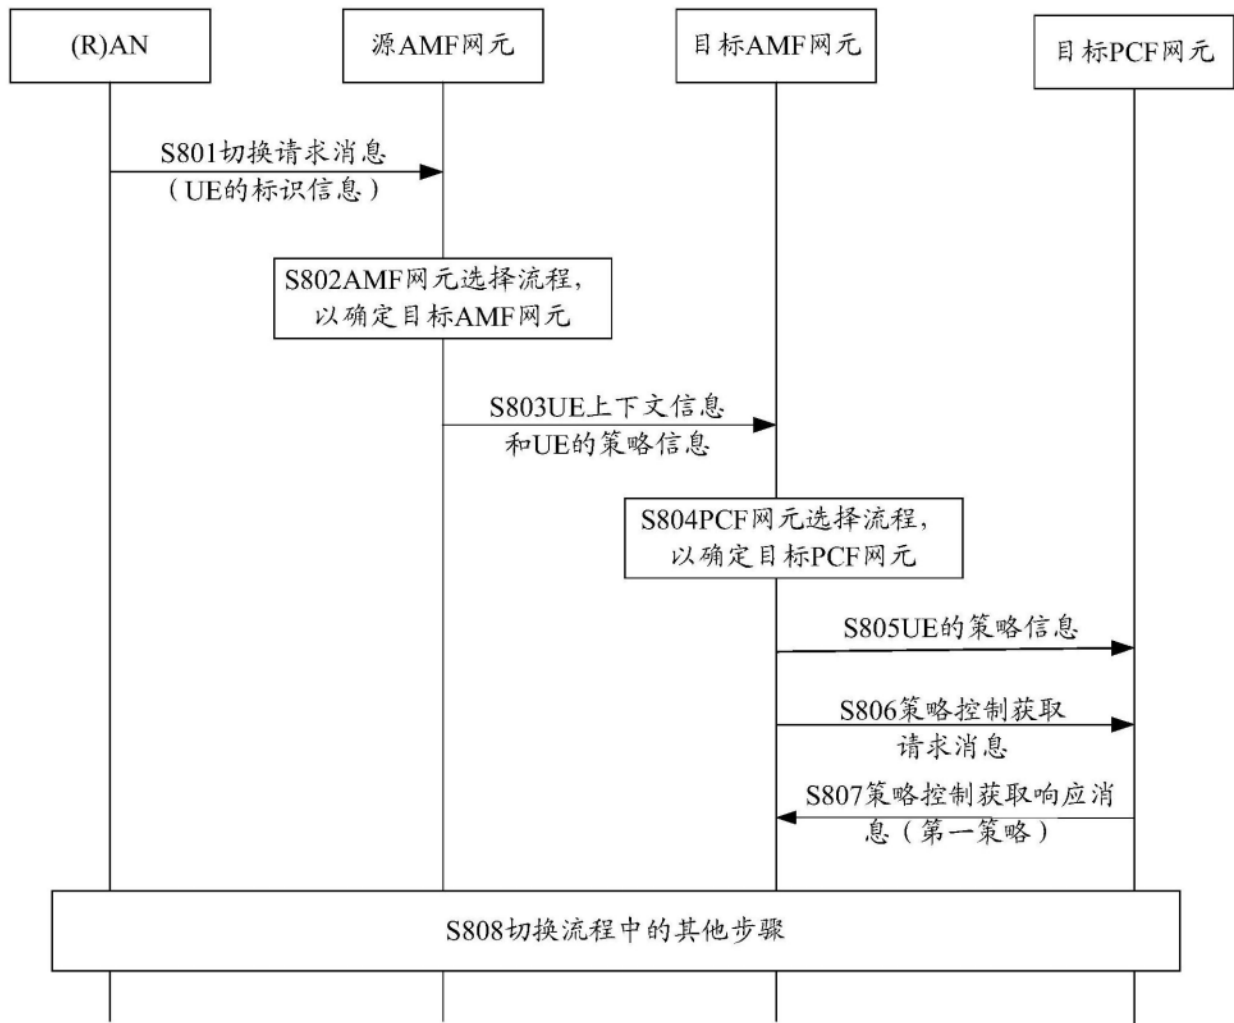 (R)AN
源AMF网元
目标AMF网元
目标PCF网元
S801切换请求消息
（UE的标识信息）
S802AMF网元选择流程，
以确定目标AMF网元
S803UE上下文信息
和UE的策略信息
S804PCF网元选择流程，
以确定目标PCF网元
S805UE的策略信息
S806策略控制获取
请求消息
S807策略控制获取响应消
息（第一策略）
S808切换流程中的其他步骤